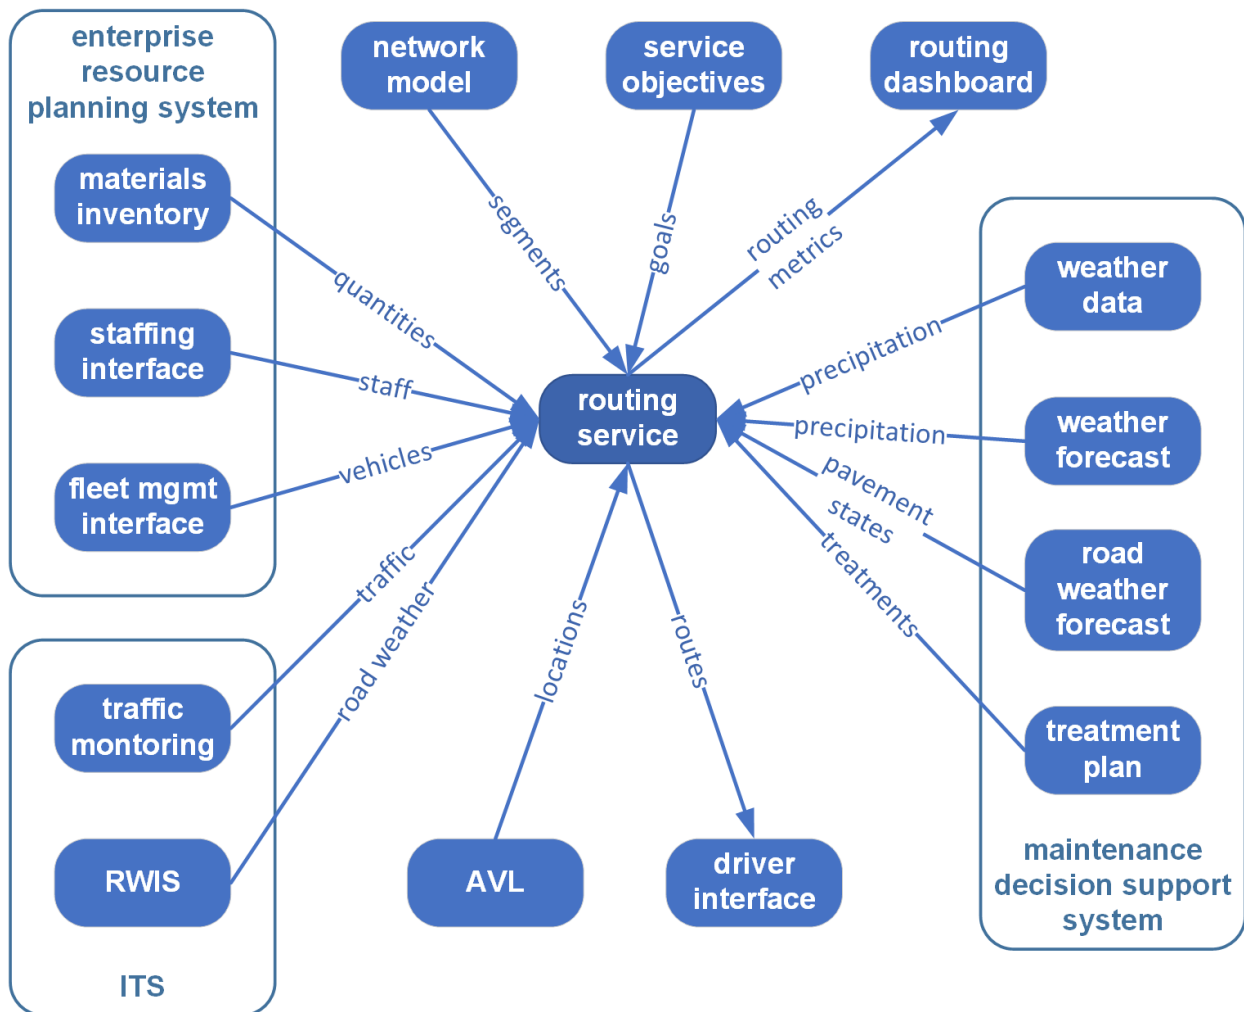 enterprise
resource
planning system
materials
inventory
staffing
interface
fleet mgmt
interface
network
model
service
objectives
routing
dashboard
segments
goals
routing
metrics
quantities
staff
vehicles
traffic
road weather
routing
service
precipitation
precipitation
pavement
states
treatments
locations
routes
weather
data
weather
forecast
road
weather
forecast
treatment
plan
maintenance
decision support
system
traffic
montoring
RWIS
ITS
AVL
driver
interface